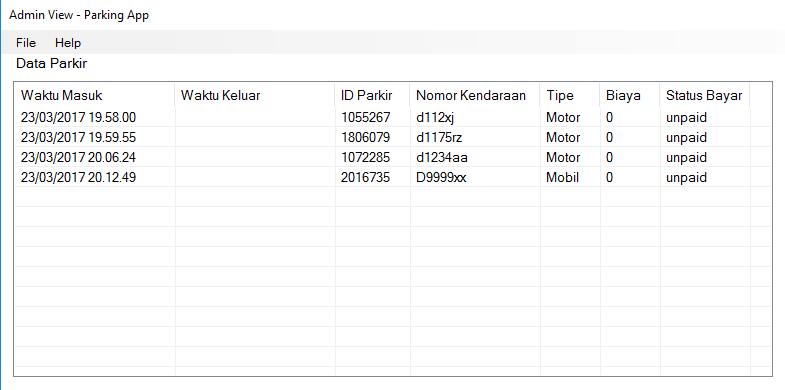 Admin View - Parking App
File Help
Data Parkir
Waktu Masuk Waktu Keluar ID Parkir Nomor Kendaraan Tipe Biaya Status Bayar
23/03/2017 19.58.00 1055267 d112xj Motor 0 unpaid
23/03/2017 19.59.55 1806079 d1175rz Motor 0 unpaid
23/03/2017 20.06.24 1072285 d1234aa Motor 0 unpaid
23/03/2017 20.12.49 2016735 D9999xx Mobil 0 unpaid